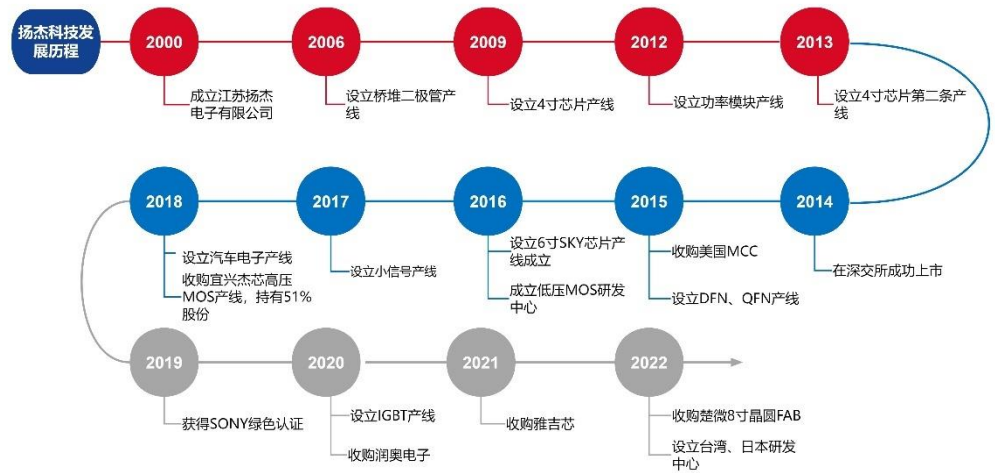 扬杰科技发
展历程
2000
2006
2009
2012
2013
成立江苏扬杰
电子有限公司
设立桥堆二极管产
线
设立4寸芯片产线
设立功率模块产线
设立4寸芯片第二条产
线
2018
2017
2016
2015
2014
设立汽车电子产线
收购宜兴杰芯高压
MOS产线，持有51%
股份
设立小信号产线
设立6寸SKY芯片产
线成立
成立低压MOS研发
中心
收购美国MCC
设立DFN、QFN产线
在深交所成功上市
2019
2020
2021
2022
获得SONY绿色认证
设立IGBT产线
收购润奥电子
收购雅吉芯
收购楚微8寸晶圆FAB
设立台湾、日本研发
中心